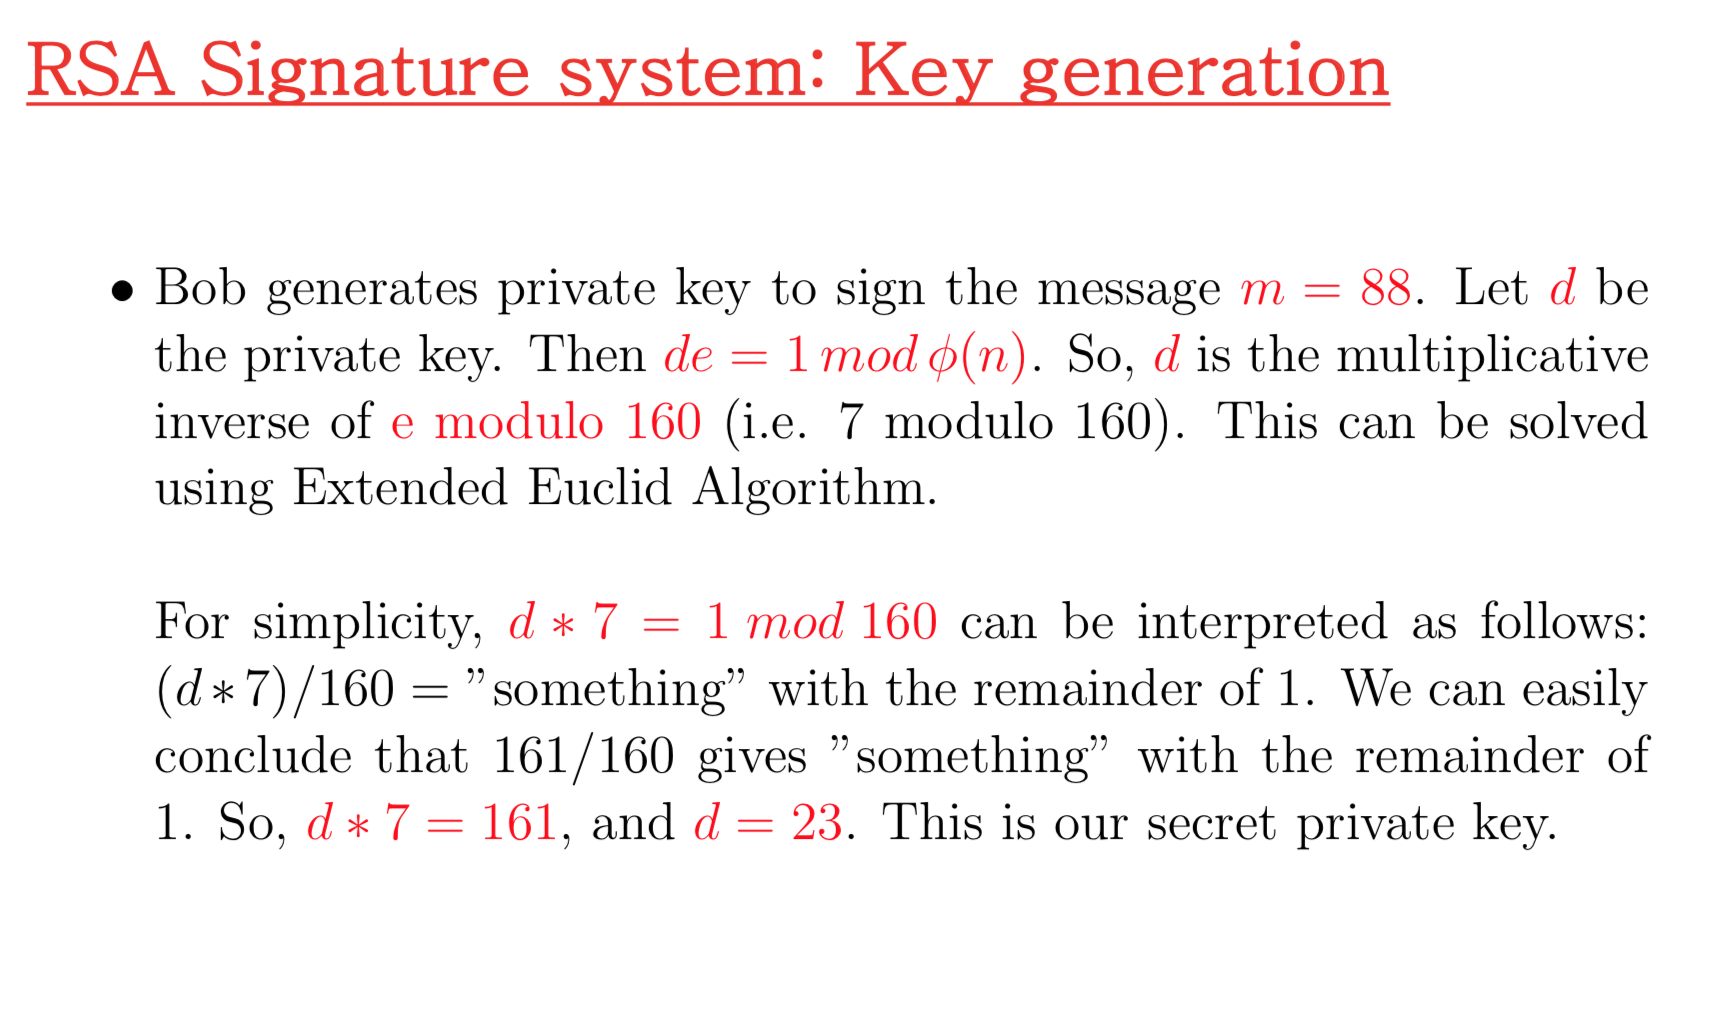 RSA Signature system: Key generation
• Bob generates private key to sign the message m = 88. Let d be
the private key. Then de = 1 mod ϕ(n). So, d is the multiplicative
inverse of e modulo 160 (i.e. 7 modulo 160). This can be solved
using Extended Euclid Algorithm.
For simplicity, d ∗ 7 = 1 mod 160 can be interpreted as follows:
(d ∗ 7)/160 = ”something” with the remainder of 1. We can easily
conclude that 161/160 gives ”something” with the remainder of
1. So, d ∗ 7 = 161, and d = 23. This is our secret private key.